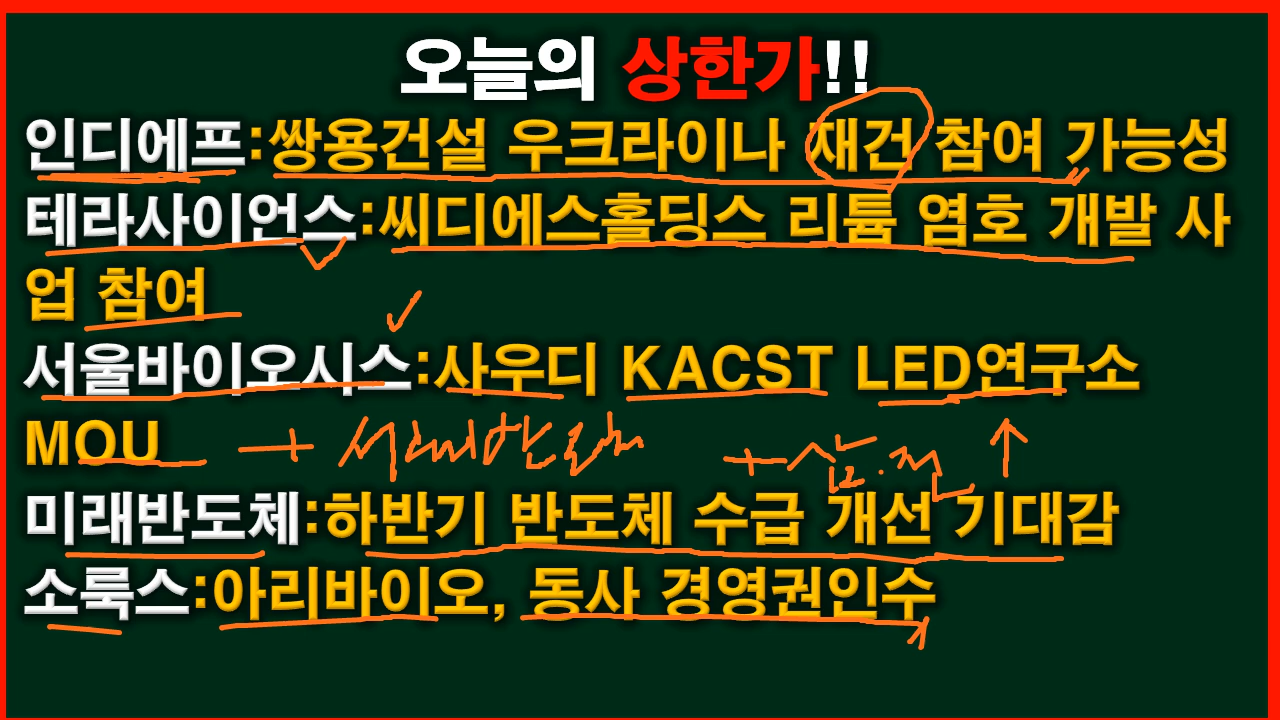 오늘의 상한가!!
인디에프:쌍용건설 우크라이나 재건 참여 가능성
테라사이언스:씨디에스홀딩스 리튬 염호 개발 사
업 참여
서울바이오시스:사우디 KACST LED연구소
MOU +
미래반도체:하반기 반도체 수급 개선 기대감
소룩스:아리바이오, 동사 경영권인수